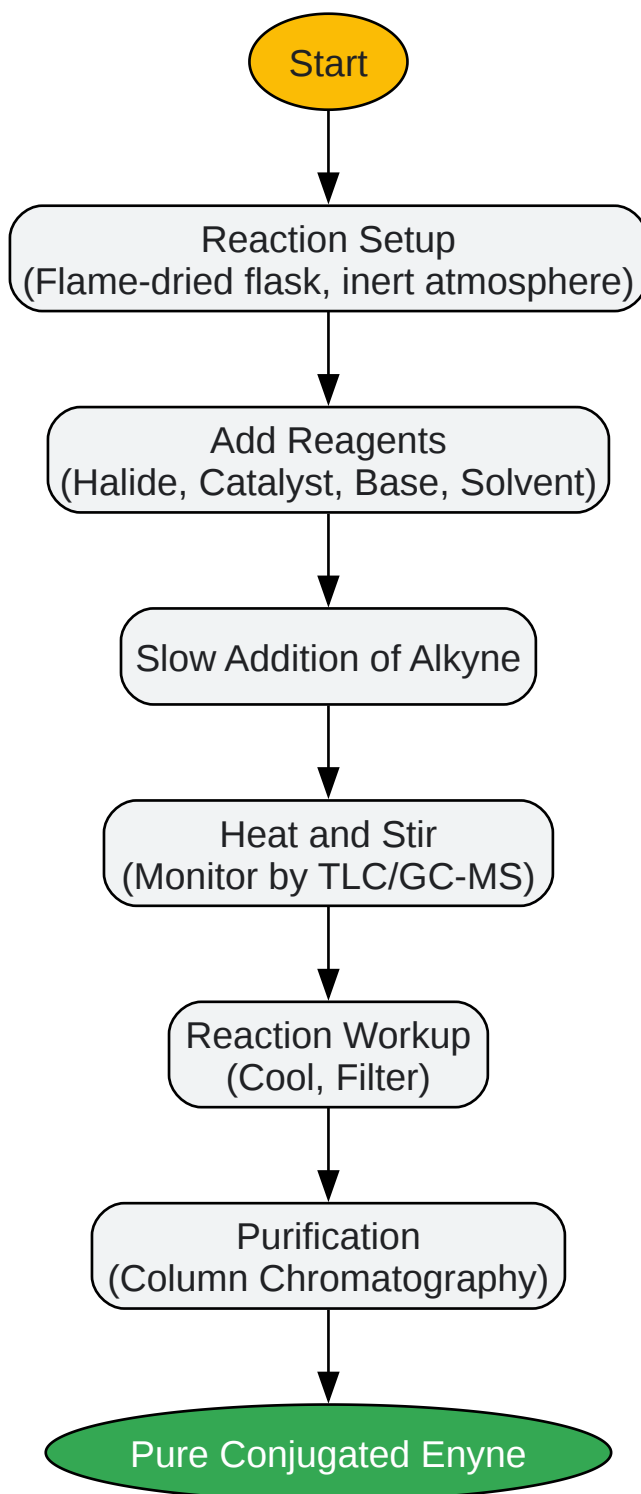 Start
Reaction Setup
(Flame-dried flask, inert atmosphere)
Add Reagents
(Halide, Catalyst, Base, Solvent)
Slow Addition of Alkyne
Heat and Stir
(Monitor by TLC/GC-MS)
Reaction Workup
(Cool, Filter)
Purification
(Column Chromatography)
Pure Conjugated Enyne